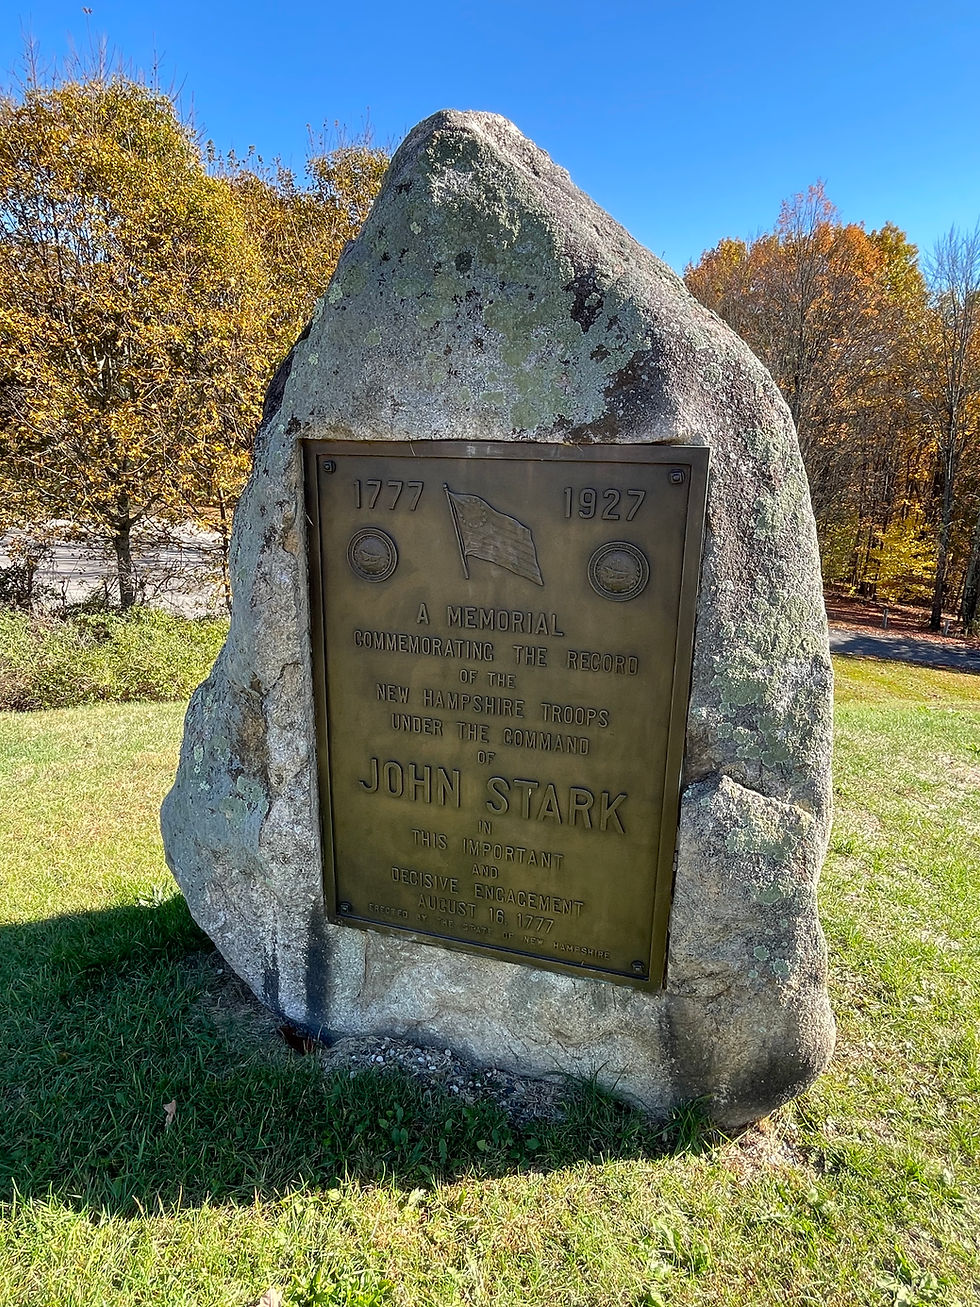 1777 1927
A MEMORIAL
COMMEMORATING THE RECORD
OF THE
NEW HAMPSHIRE TROOPS
UNDER THE COMMAND
OF
JOHN STARK
IN
THIS IMPORTANT
AND
DECISIVE ENGAGEMENT
AUGUST 16, 1777
ERECTED BY THE STATE OF NEW HAMPSHIRE